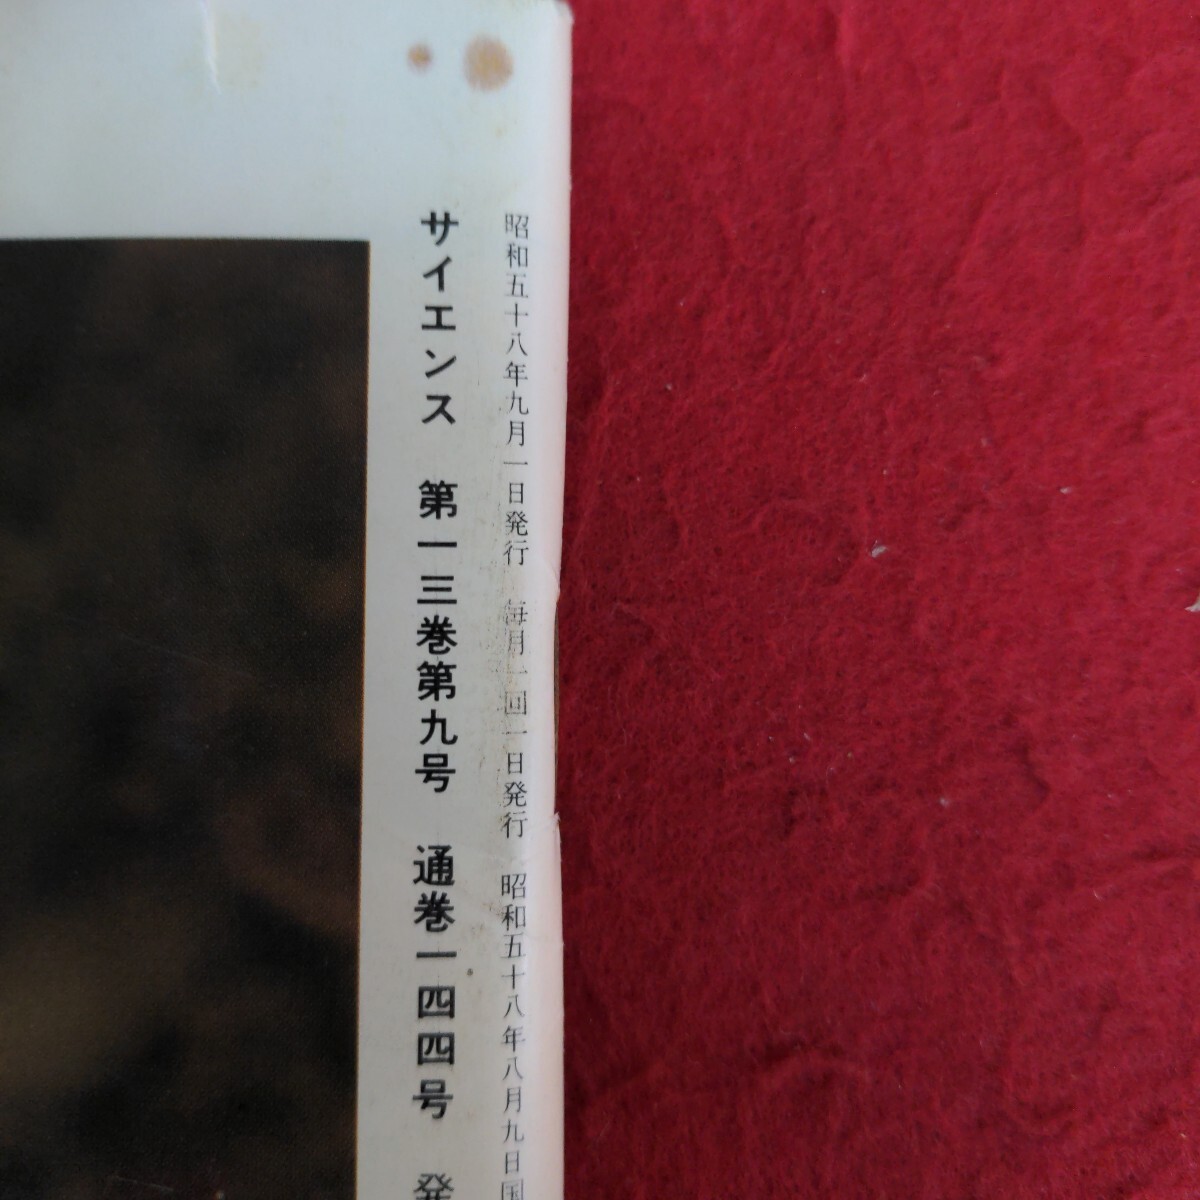 昭和五十八年九月一日発行 毎月一回一日発行 昭和五十八年八月九日国
サイエンス 第一三巻第九号 通巻一四四号 発